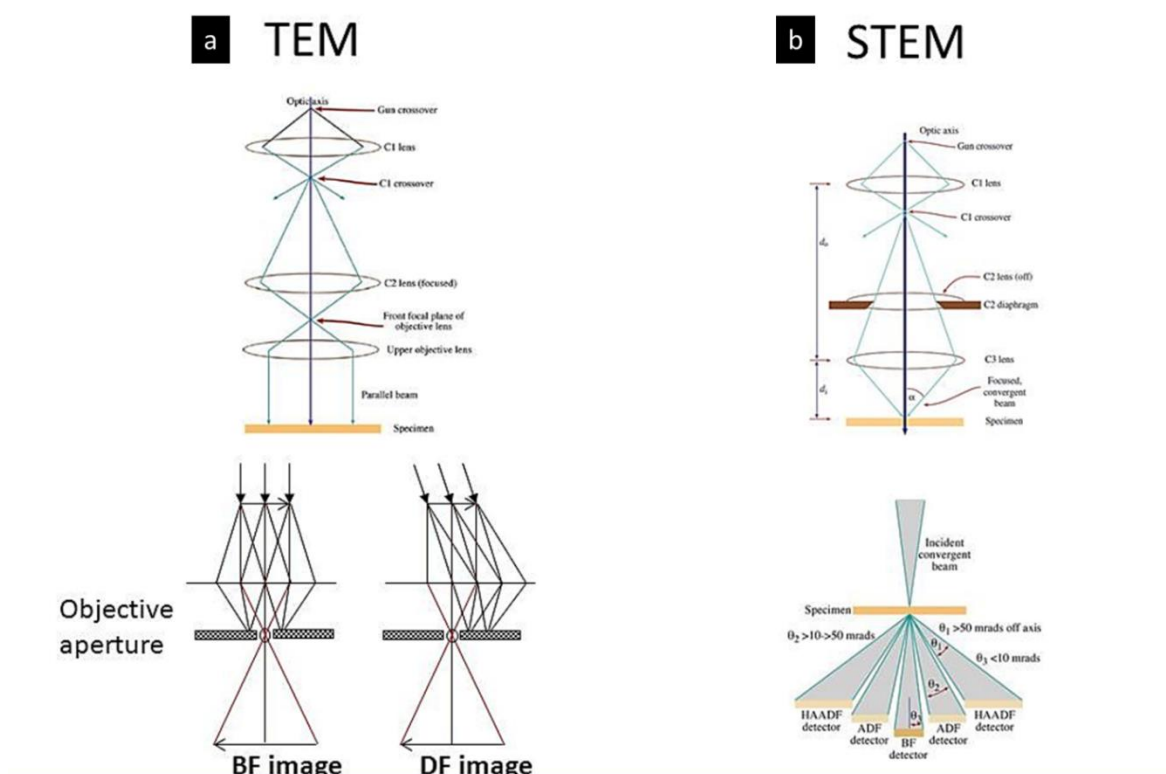 a TEM
Optic axis
Gun crossover
C1 lens
C1 crossover
C2 lens (focused)
Front focal plane of
objective lens
Upper objective lens
Parallel beam
Specimen
Objective
aperture
BF image
DF image
b STEM
Optic axis
Gun crossover
C1 lens
C1 crossover
dₒ
C2 lens (off)
C2 diaphragm
C3 lens
dᵢ
α
Focused,
convergent
beam
Specimen
Incident
convergent
beam
Specimen
θ₂ >10->50 mrads
θ₁ >50 mrads off axis
θ₁
θ₃ <10 mrads
θ₂
θ₃
HAADF
detector
ADF
detector
BF
detector
ADF
detector
HAADF
detector